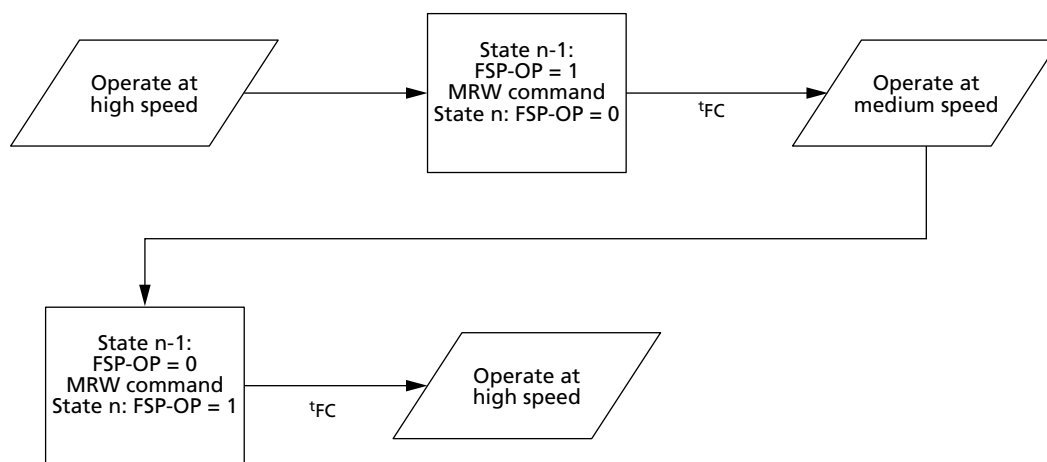 Operate at
high speed
State n-1:
FSP-OP = 1
MRW command
State n: FSP-OP = 0
tFC
Operate at
medium speed
State n-1:
FSP-OP = 0
MRW command
State n: FSP-OP = 1
tFC
Operate at
high speed